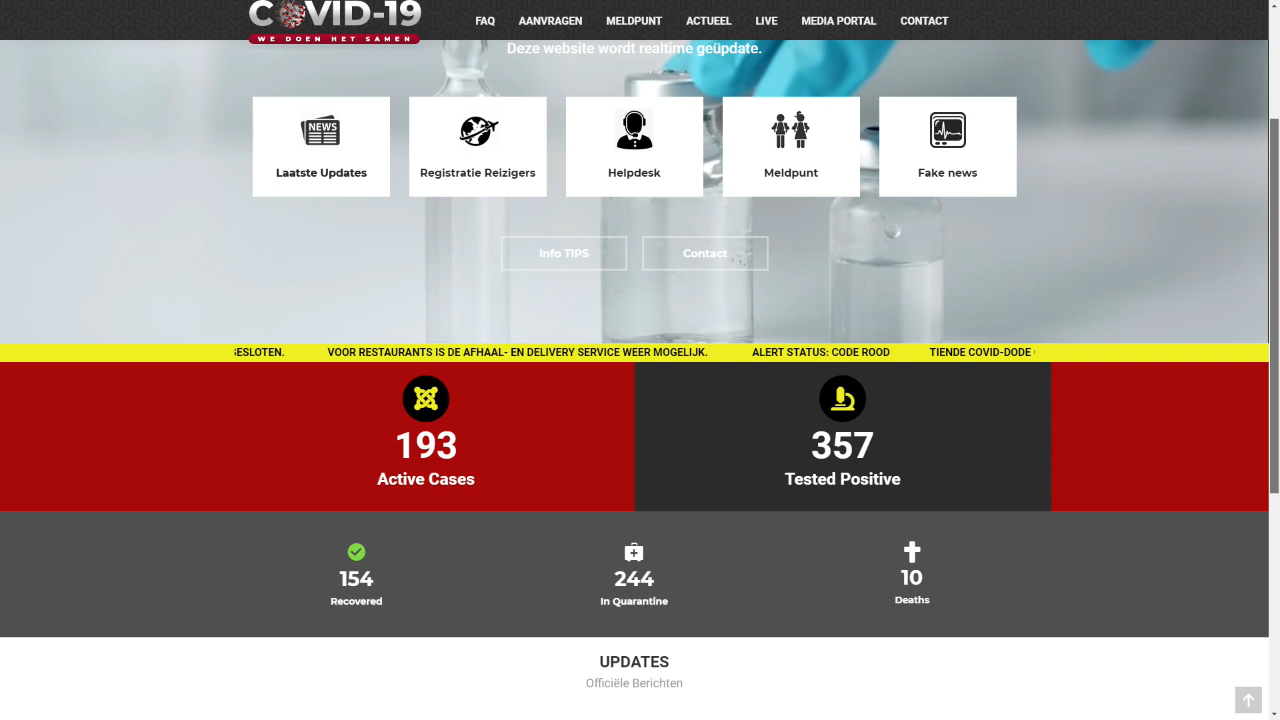 COVID-19
WE DOEN HET SAMEN
FAQ AANVRAGEN MELDPUNT ACTUEEL LIVE MEDIA PORTAL CONTACT
Deze website wordt realtime geüpdate.
NEWS
Laatste Updates
Registratie Reizigers
Helpdesk
Meldpunt
Fake news
Info TIPS
Contact
ESLOTEN. VOOR RESTAURANTS IS DE AFHAAL- EN DELIVERY SERVICE WEER MOGELIJK. ALERT STATUS: CODE ROOD TIENDE COVID-DODE
193
Active Cases
357
Tested Positive
154
Recovered
244
In Quarantine
10
Deaths
UPDATES
Officiële Berichten